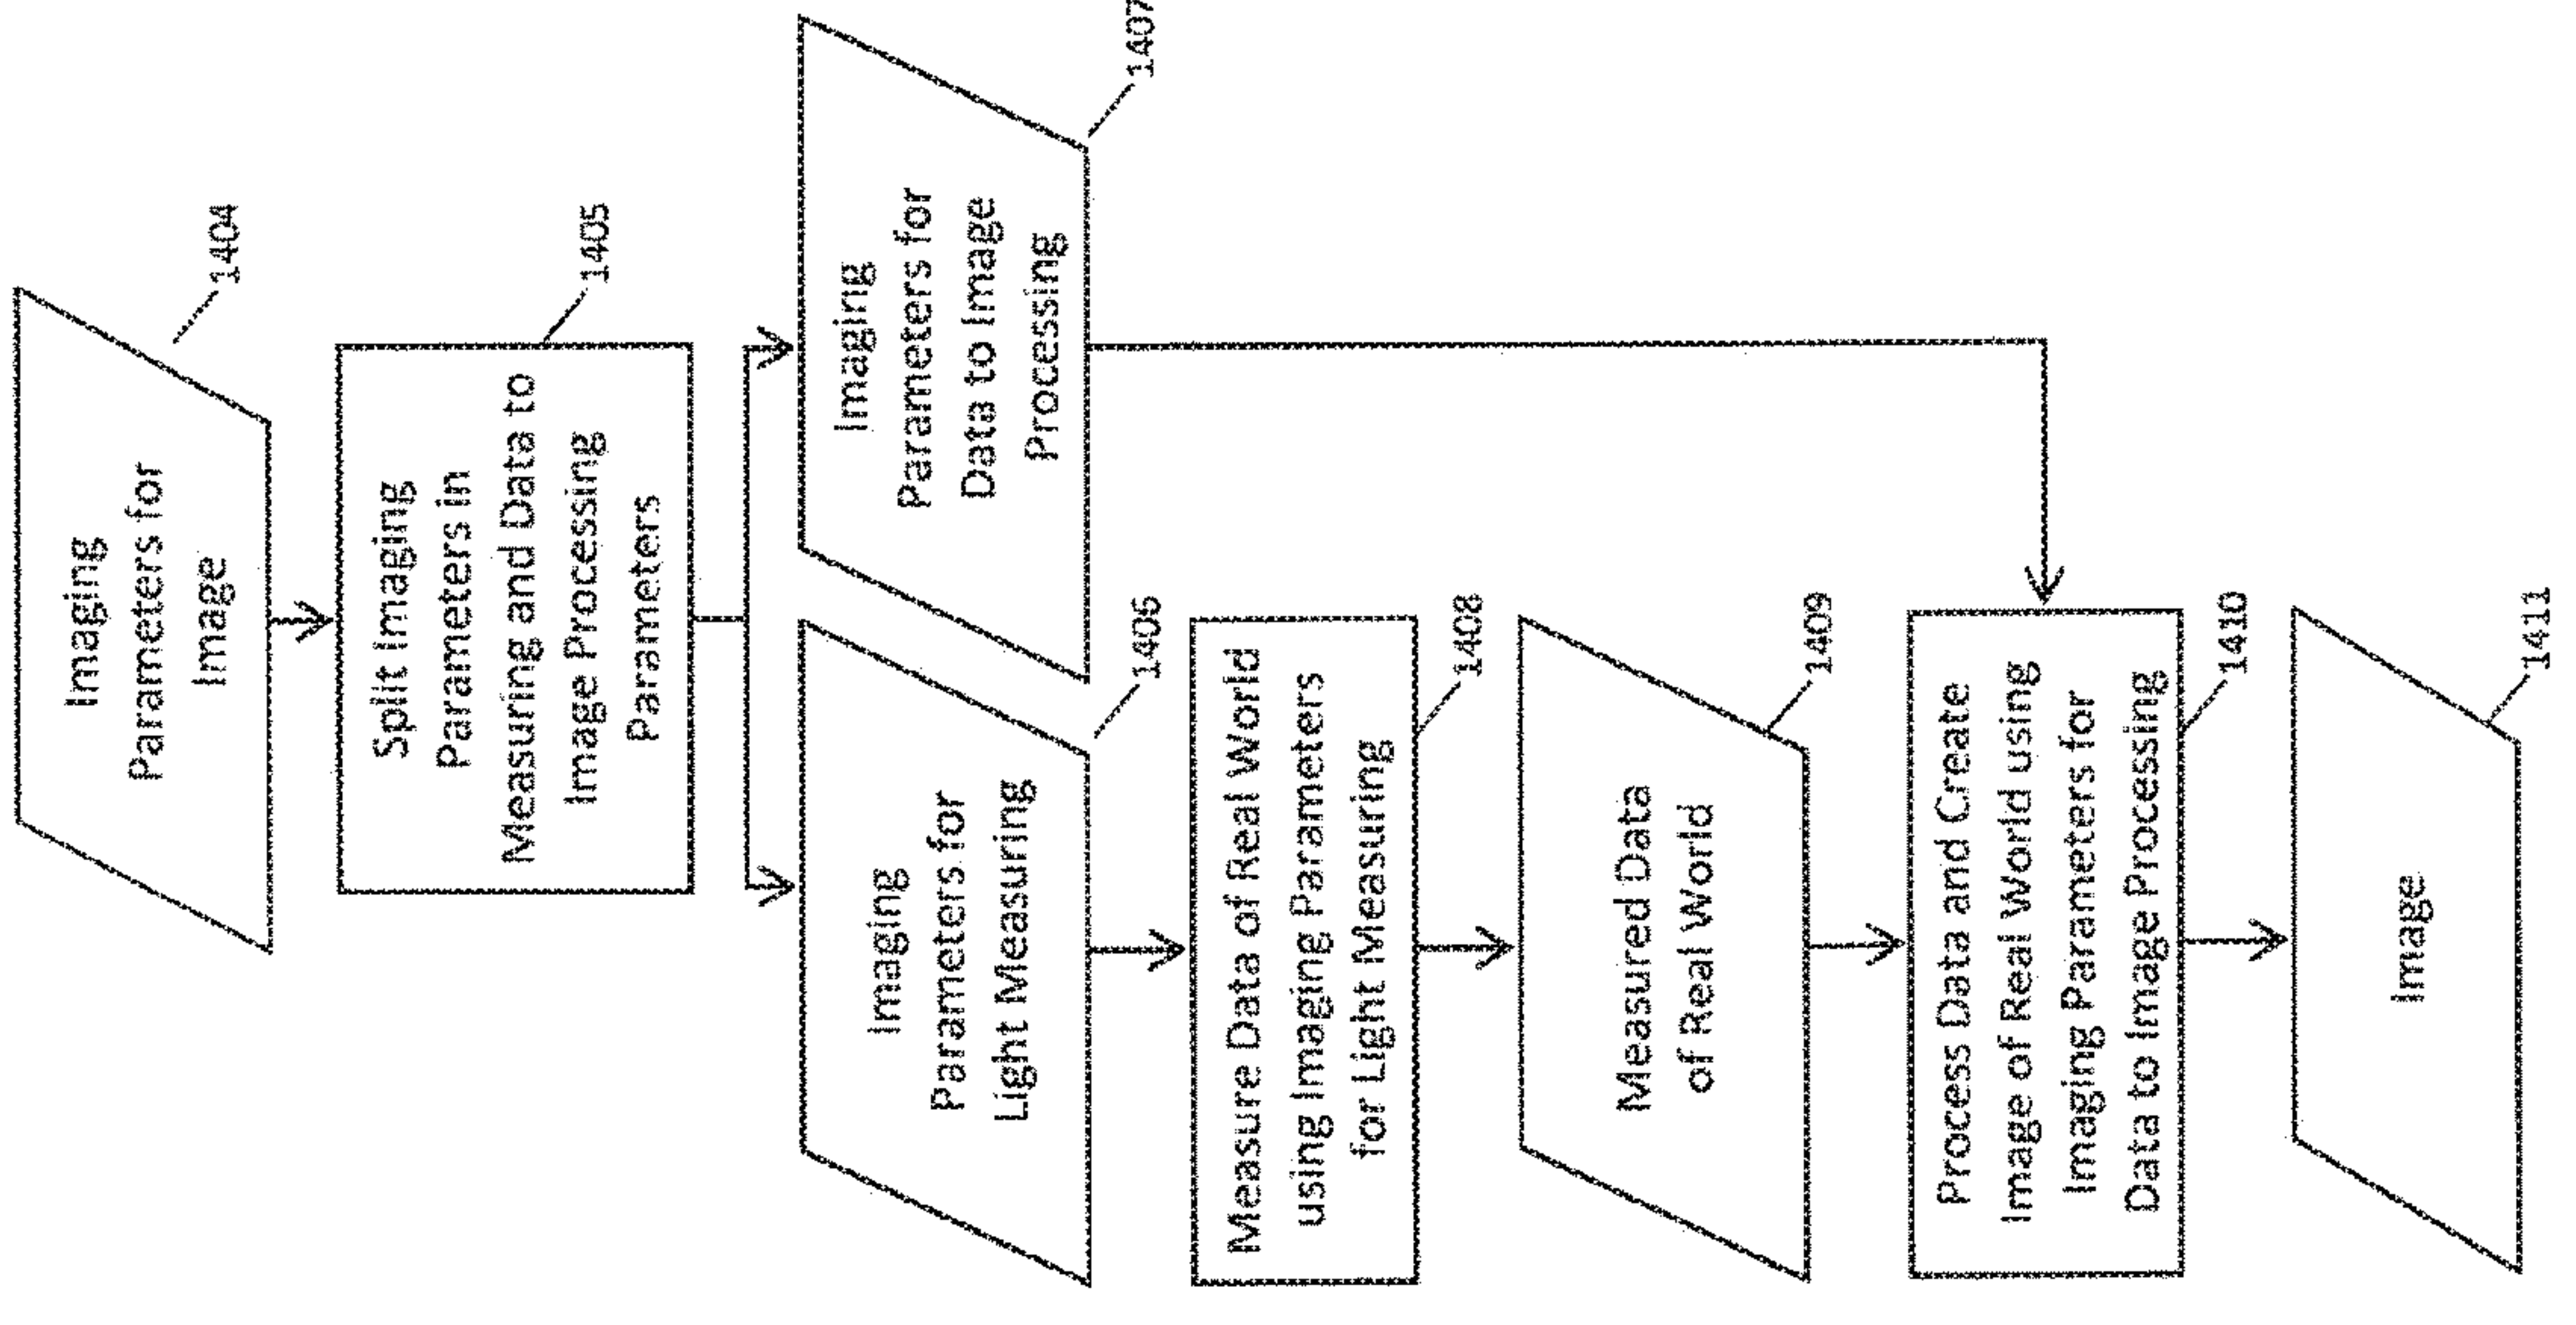 Imaging
Parameters for
Image
1404
Split Imaging
Parameters in
Measuring and Data to
Image Processing
Parameters
1405
Imaging
Parameters for
Light Measuring
1406
Imaging
Parameters for
Data to Image
Processing
1407
Measure Data of Real World
using Imaging Parameters
for Light Measuring
1408
Measured Data
of Real World
1409
Process Data and Create
Image of Real World using
Imaging Parameters for
Data to Image Processing
1410
Image
1411